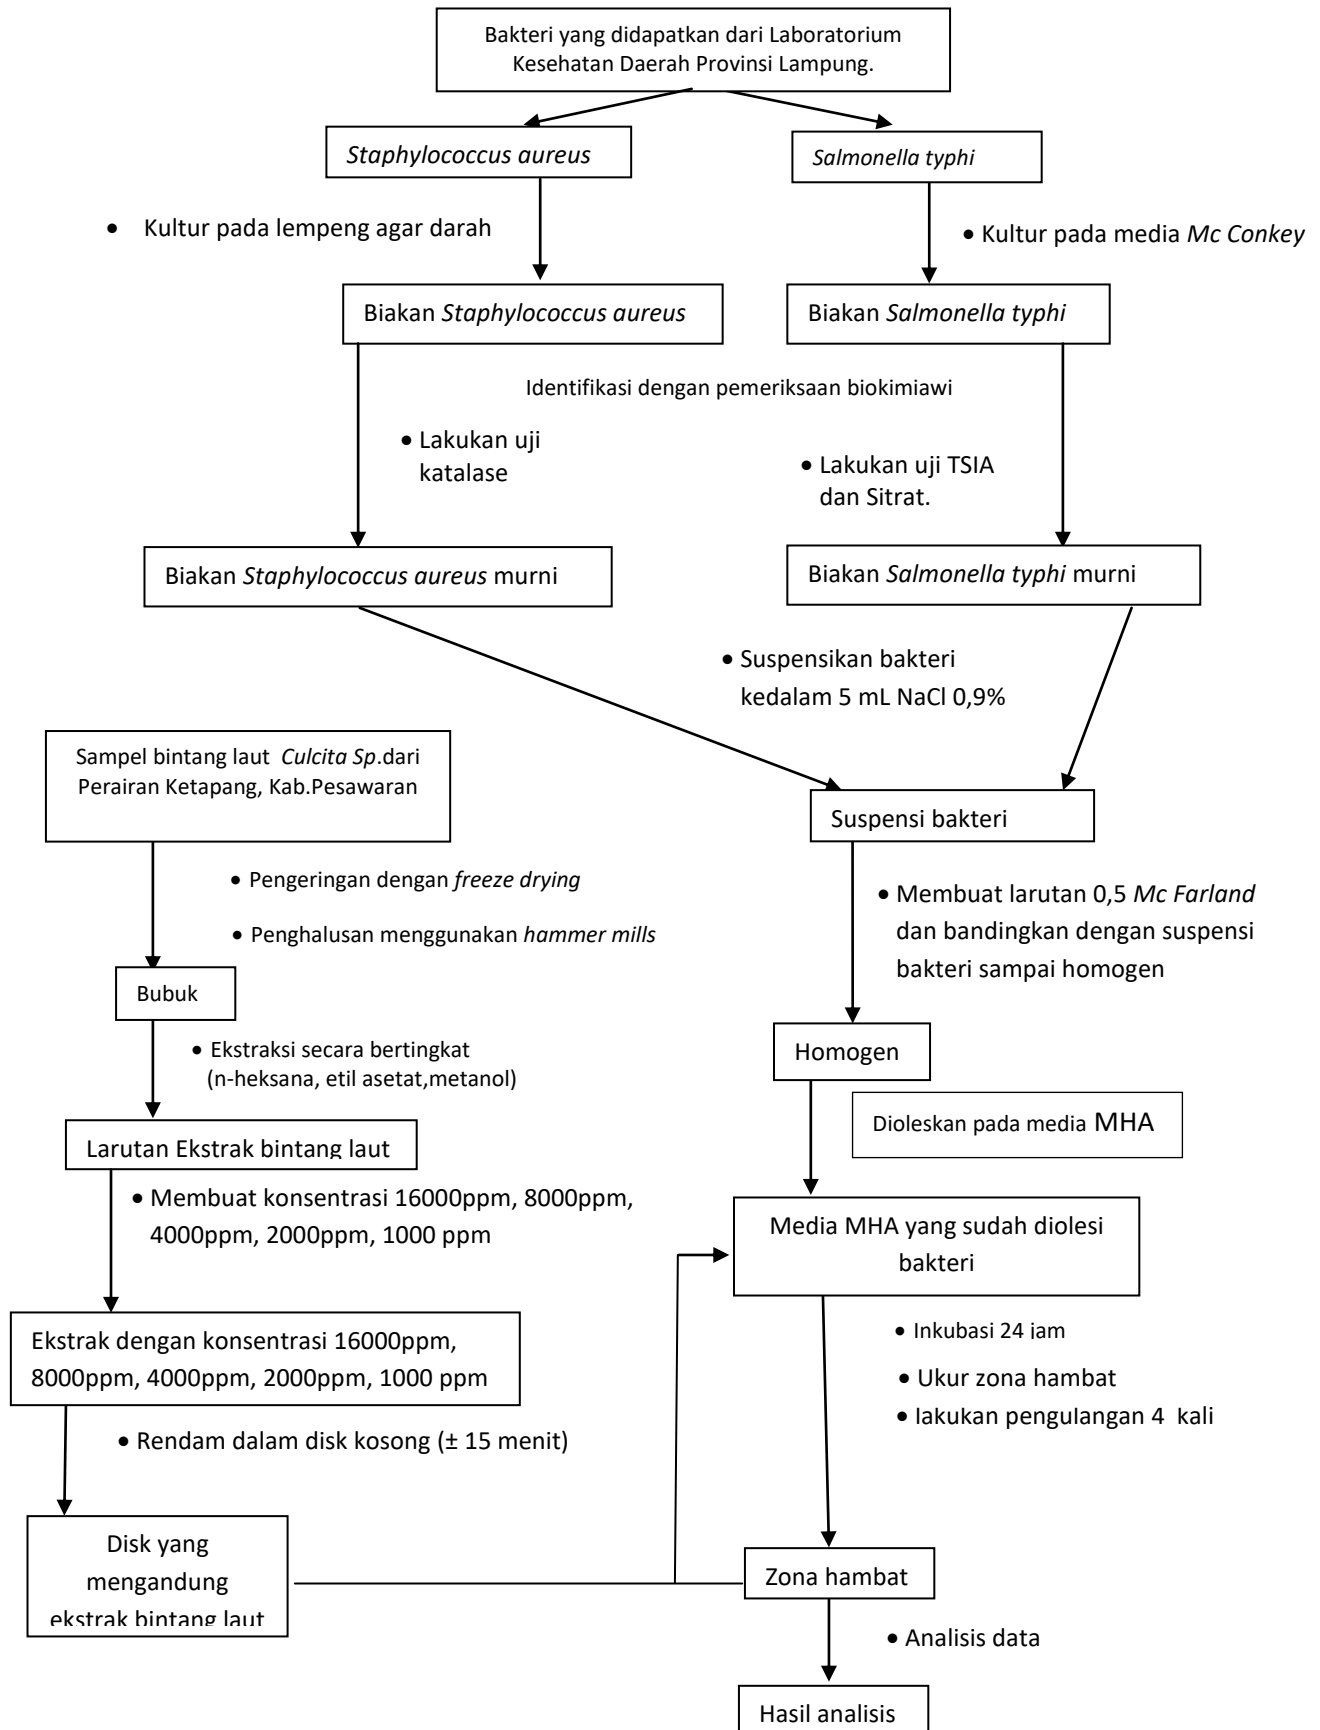 Bakteri yang didapatkan dari Laboratorium
Kesehatan Daerah Provinsi Lampung.
Staphylococcus aureus
Salmonella typhi
• Kultur pada lempeng agar darah
• Kultur pada media Mc Conkey
Biakan Staphylococcus aureus
Biakan Salmonella typhi
Identifikasi dengan pemeriksaan biokimiawi
• Lakukan uji
katalase
• Lakukan uji TSIA
dan Sitrat.
Biakan Staphylococcus aureus murni
Biakan Salmonella typhi murni
• Suspensikan bakteri
kedalam 5 mL NaCl 0,9%
Sampel bintang laut Culcita Sp.dari
Perairan Ketapang, Kab.Pesawaran
Suspensi bakteri
• Pengeringan dengan freeze drying
• Penghalusan menggunakan hammer mills
• Membuat larutan 0,5 Mc Farland
dan bandingkan dengan suspensi
bakteri sampai homogen
Bubuk
• Ekstraksi secara bertingkat
(n-heksana, etil asetat,metanol)
Homogen
Dioleskan pada media MHA
Larutan Ekstrak bintang laut
• Membuat konsentrasi 16000ppm, 8000ppm,
4000ppm, 2000ppm, 1000 ppm
Media MHA yang sudah diolesi
bakteri
Ekstrak dengan konsentrasi 16000ppm,
8000ppm, 4000ppm, 2000ppm, 1000 ppm
• Inkubasi 24 jam
• Ukur zona hambat
• lakukan pengulangan 4 kali
• Rendam dalam disk kosong (± 15 menit)
Disk yang
mengandung
ekstrak bintang laut
Zona hambat
• Analisis data
Hasil analisis